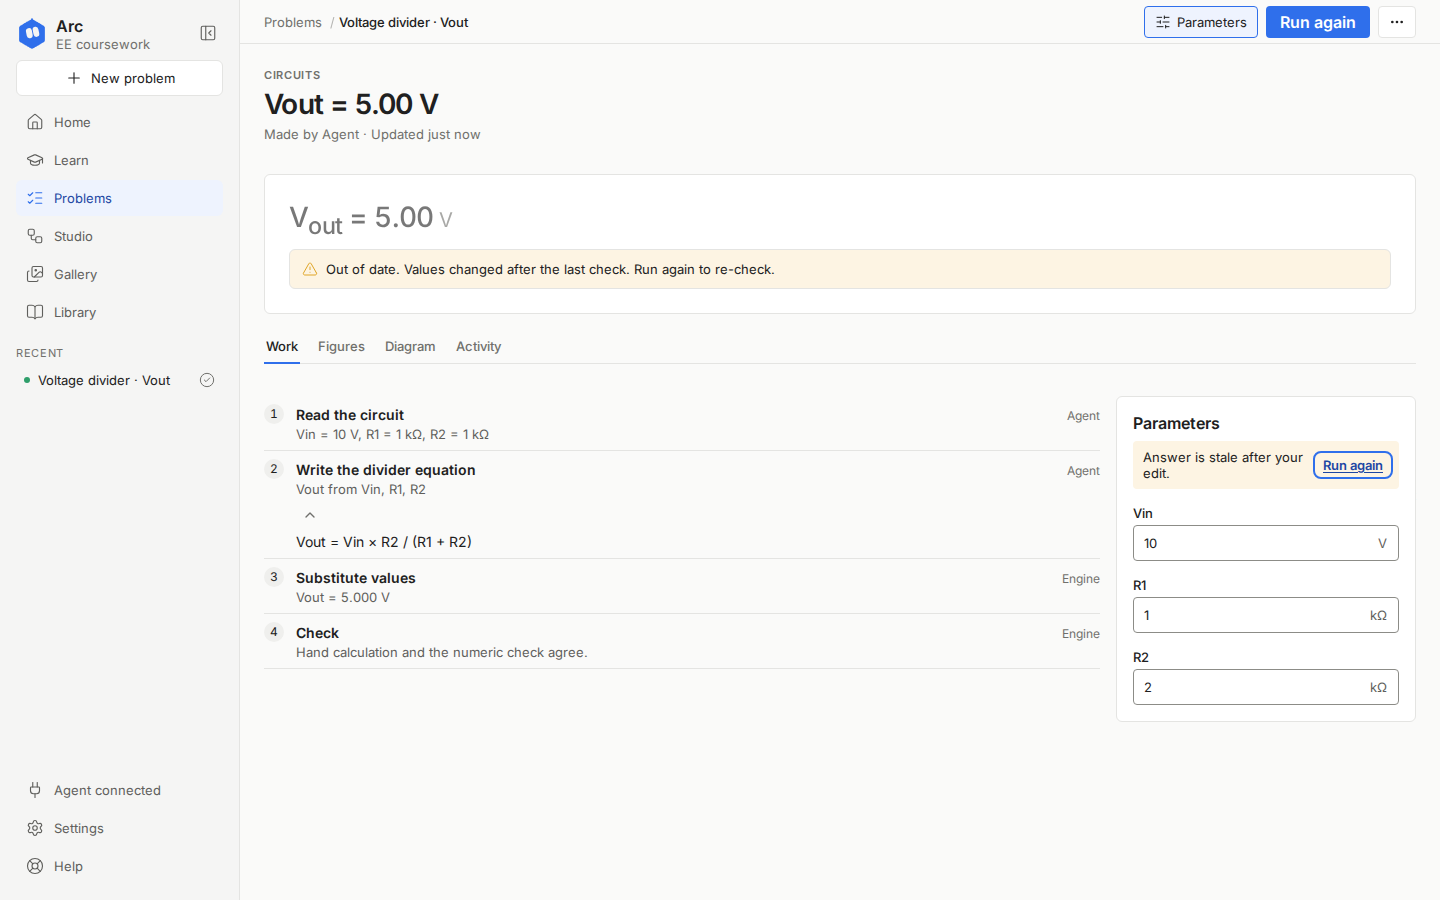 Arc
EE coursework
New problem
Home
Learn
Problems
Studio
Gallery
Library
RECENT
Voltage divider · Vout
Agent connected
Settings
Help
Problems / Voltage divider · Vout
Parameters
Run again
CIRCUITS
Vout = 5.00 V
Made by Agent · Updated just now
Vout = 5.00 V
Out of date. Values changed after the last check. Run again to re-check.
Work
Figures
Diagram
Activity
1
Read the circuit
Agent
Vin = 10 V, R1 = 1 kΩ, R2 = 1 kΩ
2
Write the divider equation
Agent
Vout from Vin, R1, R2
Vout = Vin × R2 / (R1 + R2)
3
Substitute values
Engine
Vout = 5.000 V
4
Check
Engine
Hand calculation and the numeric check agree.
Parameters
Answer is stale after your
edit.
Run again
Vin
10 V
R1
1 kΩ
R2
2 kΩ